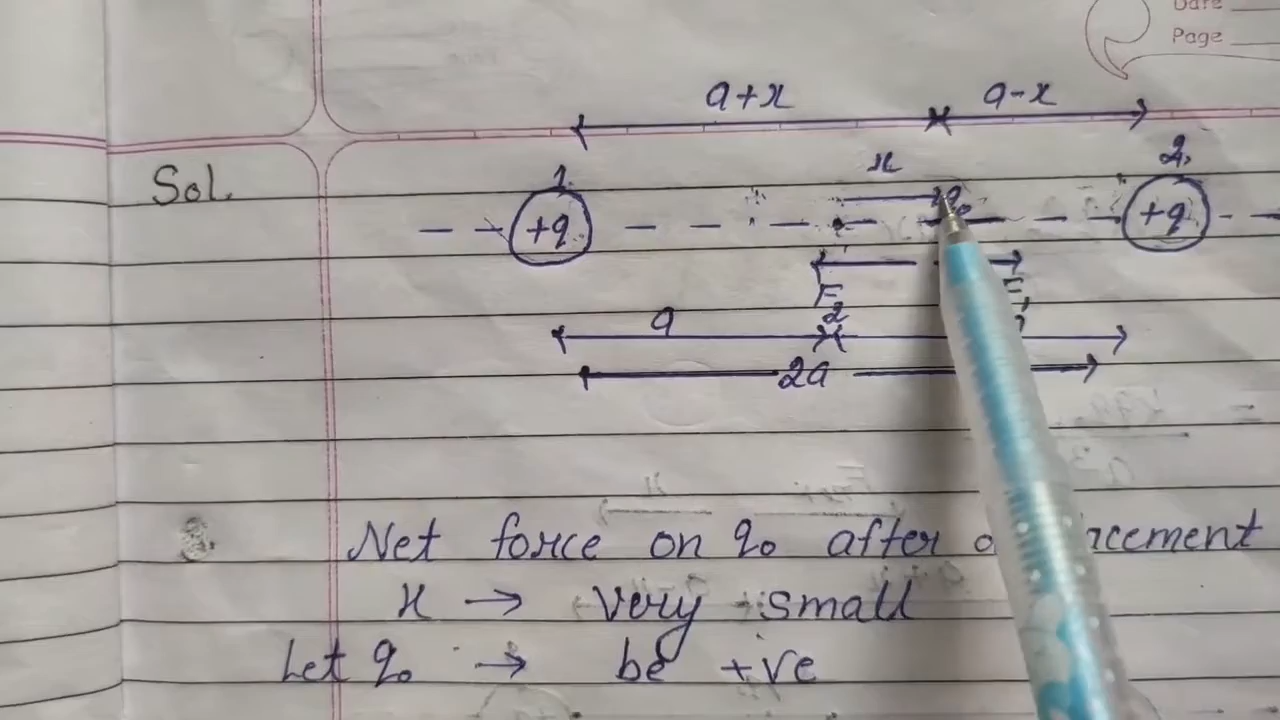 Date
Page
a+x a-x
x
1. 2.
Sol. +q q₀ +q
F₂ F₁
a
2a
Net force on q₀ after
x → very small
Let q₀ → be +ve